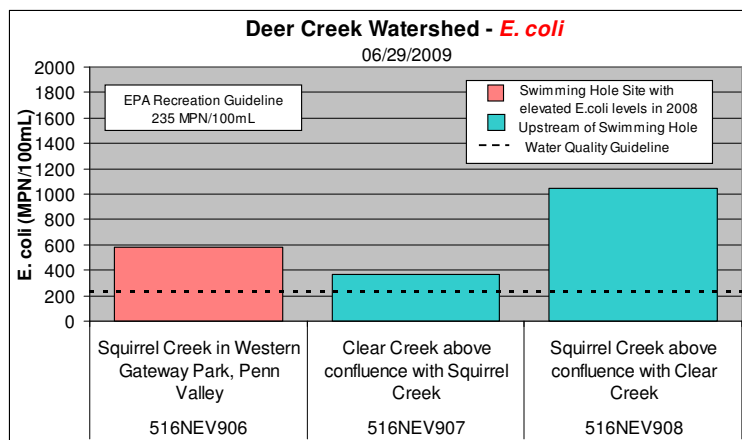 Deer Creek Watershed - E. coli
06/29/2009
E. coli (MPN/100mL)
2000
1800
1600
1400
1200
1000
800
600
400
200
0
EPA Recreation Guideline
235 MPN/100mL
Swimming Hole Site with
elevated E.coli levels in 2008
Upstream of Swimming Hole
Water Quality Guideline
Squirrel Creek in Western
Gateway Park, Penn
Valley
516NEV906
Clear Creek above
confluence with Squirrel
Creek
516NEV907
Squirrel Creek above
confluence with Clear
Creek
516NEV908